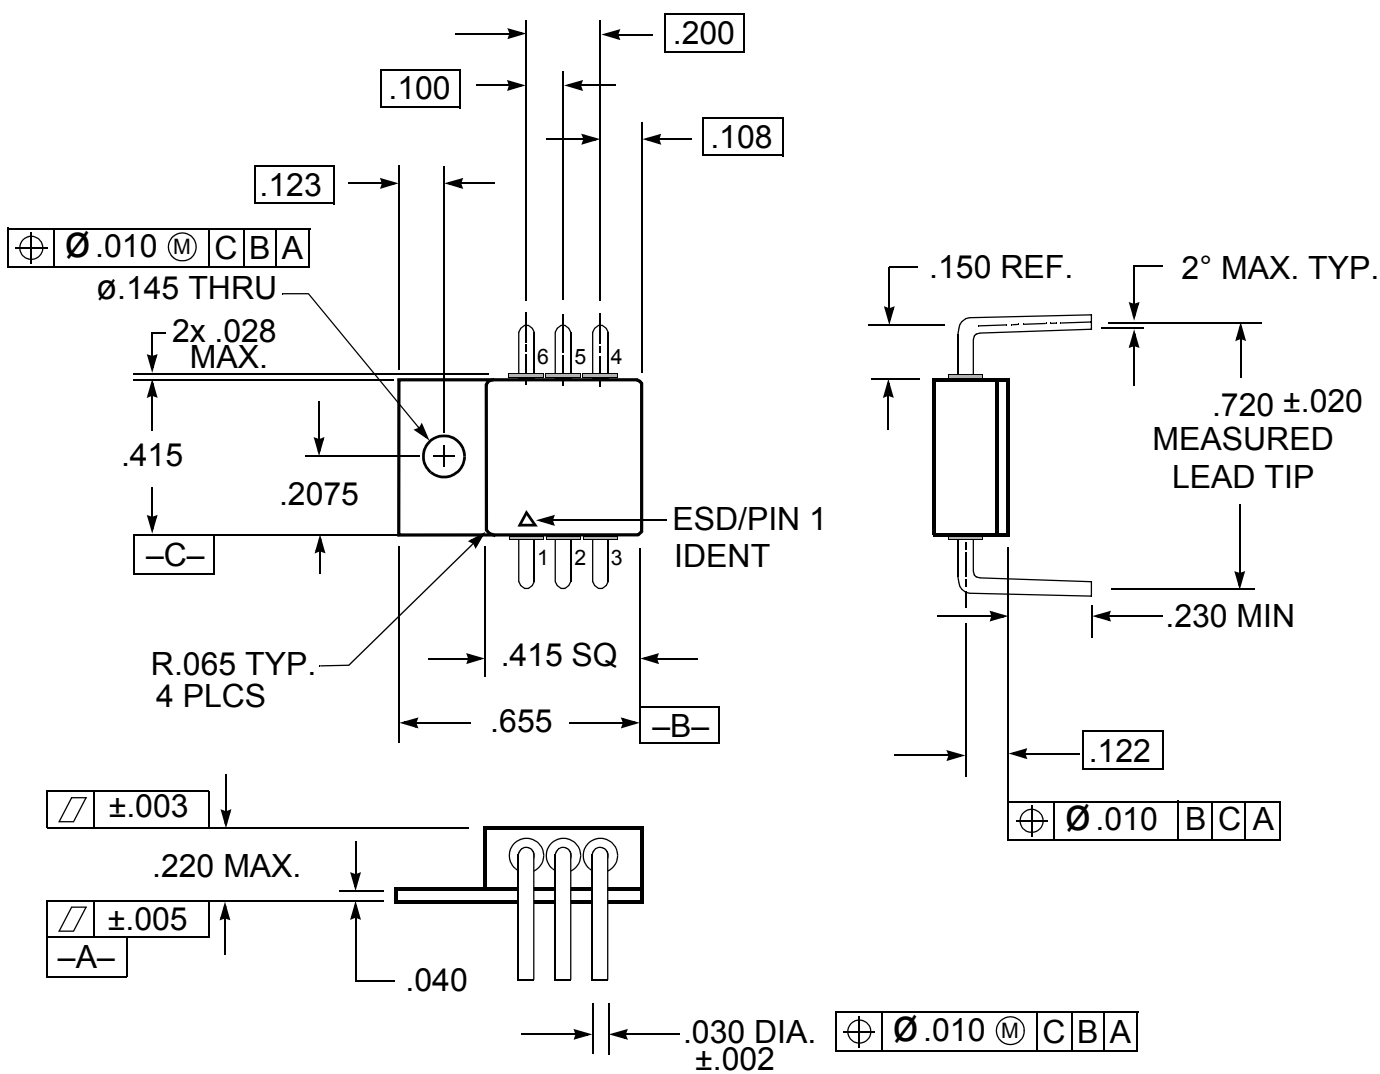 .200
.100
.108
.123
Ø .010 Ⓜ C B A
ø.145 THRU
2x .028
MAX.
.150 REF.
2° MAX. TYP.
6 5 4
.415
.2075
.720 ±.020
MEASURED
LEAD TIP
ESD/PIN 1
IDENT
–C–
1 2 3
.230 MIN
R.065 TYP.
4 PLCS
.415 SQ
.655
–B–
.122
±.003
Ø .010 B C A
.220 MAX.
±.005
–A–
.040
.030 DIA.
±.002
Ø .010 Ⓜ C B A